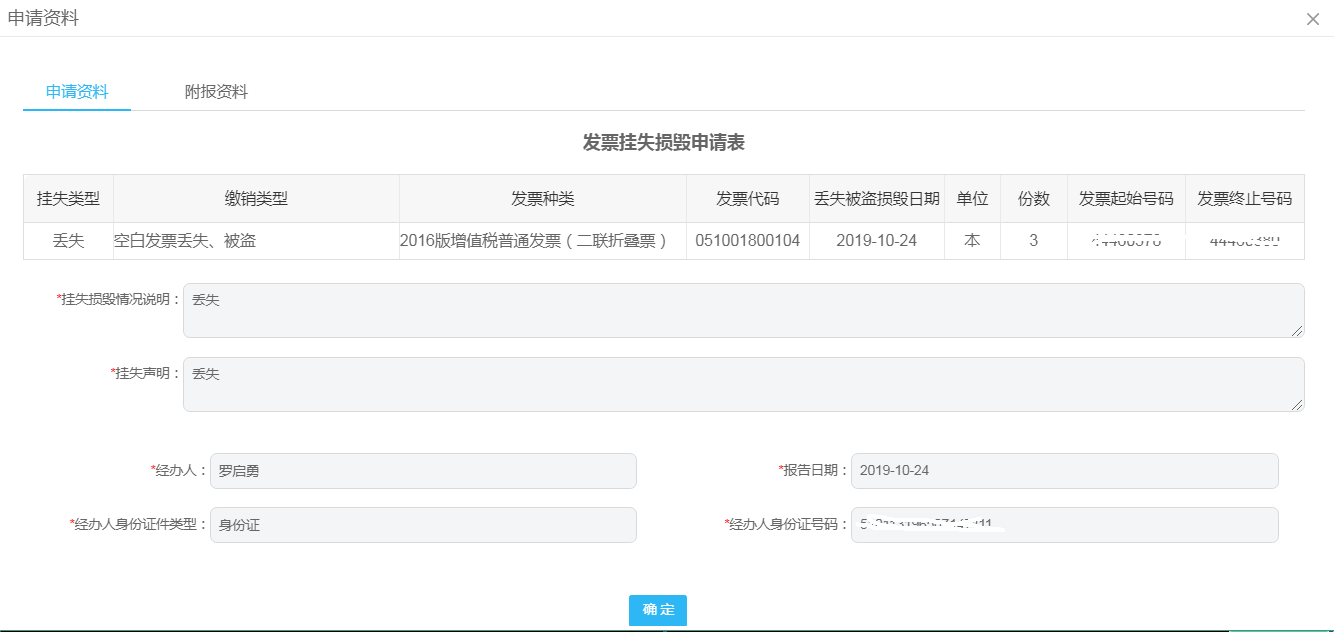 申请资料
申请资料 附报资料
发票挂失损毁申请表
挂失类型 缴销类型 发票种类 发票代码 丢失被盗损毁日期 单位 份数 发票起始号码 发票终止号码
丢失 空白发票丢失、被盗 2016版增值税普通发票（二联折叠票） 051001800104 2019-10-24 本 3
*挂失损毁情况说明： 丢失
*挂失声明： 丢失
*经办人： 罗启勇 *报告日期： 2019-10-24
*经办人身份证件类型： 身份证 *经办人身份证号码：
确 定